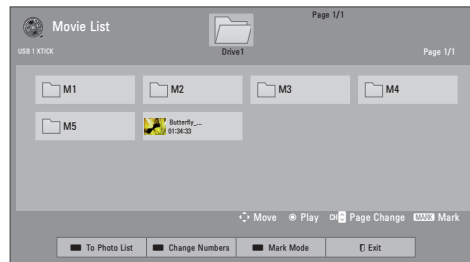 Page 1/1
Movie List
Drive1
USB 1 XTICK
Page 1/1
M1
M2
M3
M4
M5
Butterfly_...
01:34:33
Move
Play
CH
Page Change
MARK
Mark
To Photo List
Change Numbers
Mark Mode
Exit